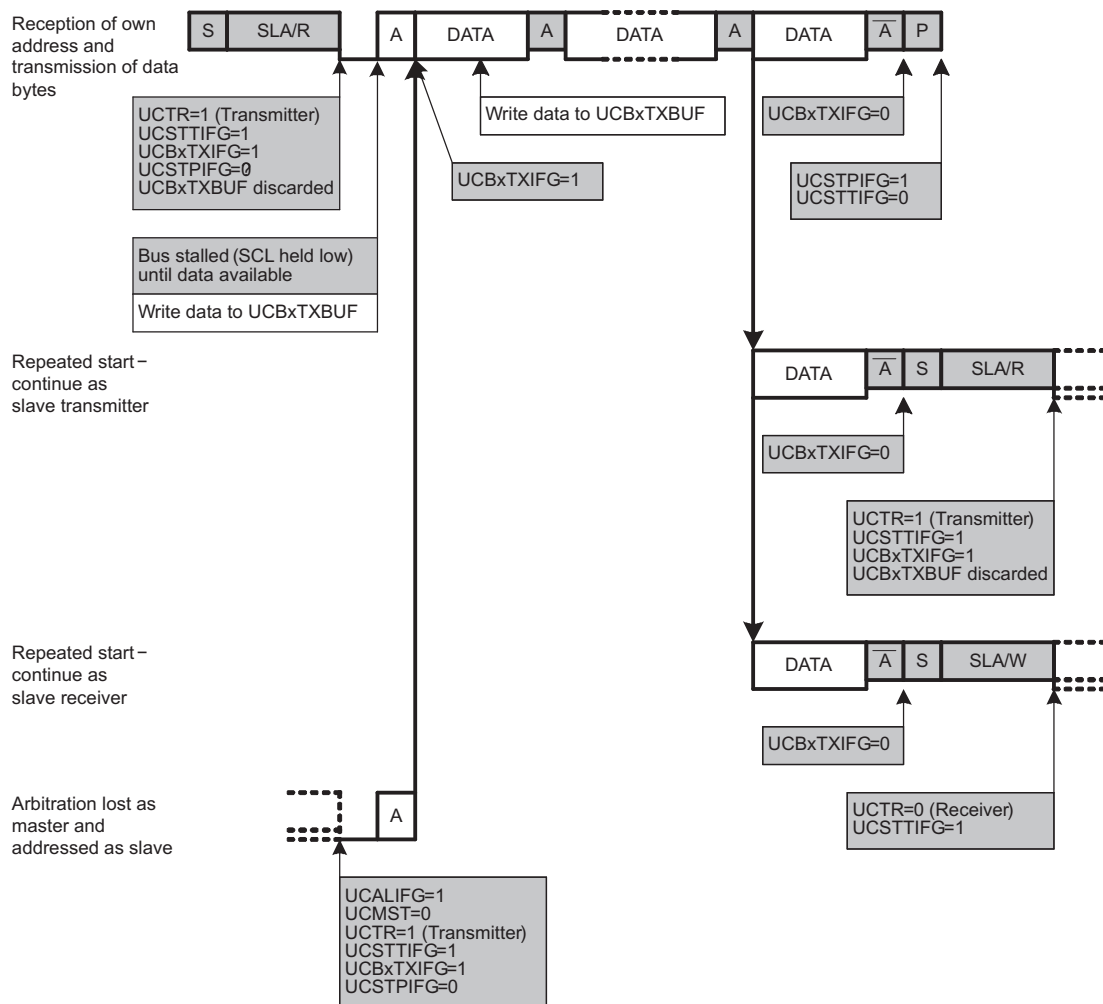 Reception of own
address and
transmission of data
bytes
S SLA/R A DATA A DATA A DATA A P
UCTR=1 (Transmitter)
UCSTTIFG=1
UCBxTXIFG=1
UCSTPIFG=0
UCBxTXBUF discarded
Write data to UCBxTXBUF
UCBxTXIFG=1
UCBxTXIFG=0
UCSTPIFG=1
UCSTTIFG=0
Bus stalled (SCL held low)
until data available
Write data to UCBxTXBUF
Repeated start−
continue as
slave transmitter
DATA A S SLA/R
UCBxTXIFG=0
UCTR=1 (Transmitter)
UCSTTIFG=1
UCBxTXIFG=1
UCBxTXBUF discarded
Repeated start−
continue as
slave receiver
DATA A S SLA/W
UCBxTXIFG=0
UCTR=0 (Receiver)
UCSTTIFG=1
Arbitration lost as
master and
addressed as slave
A
UCALIFG=1
UCMST=0
UCTR=1 (Transmitter)
UCSTTIFG=1
UCBxTXIFG=1
UCSTPIFG=0